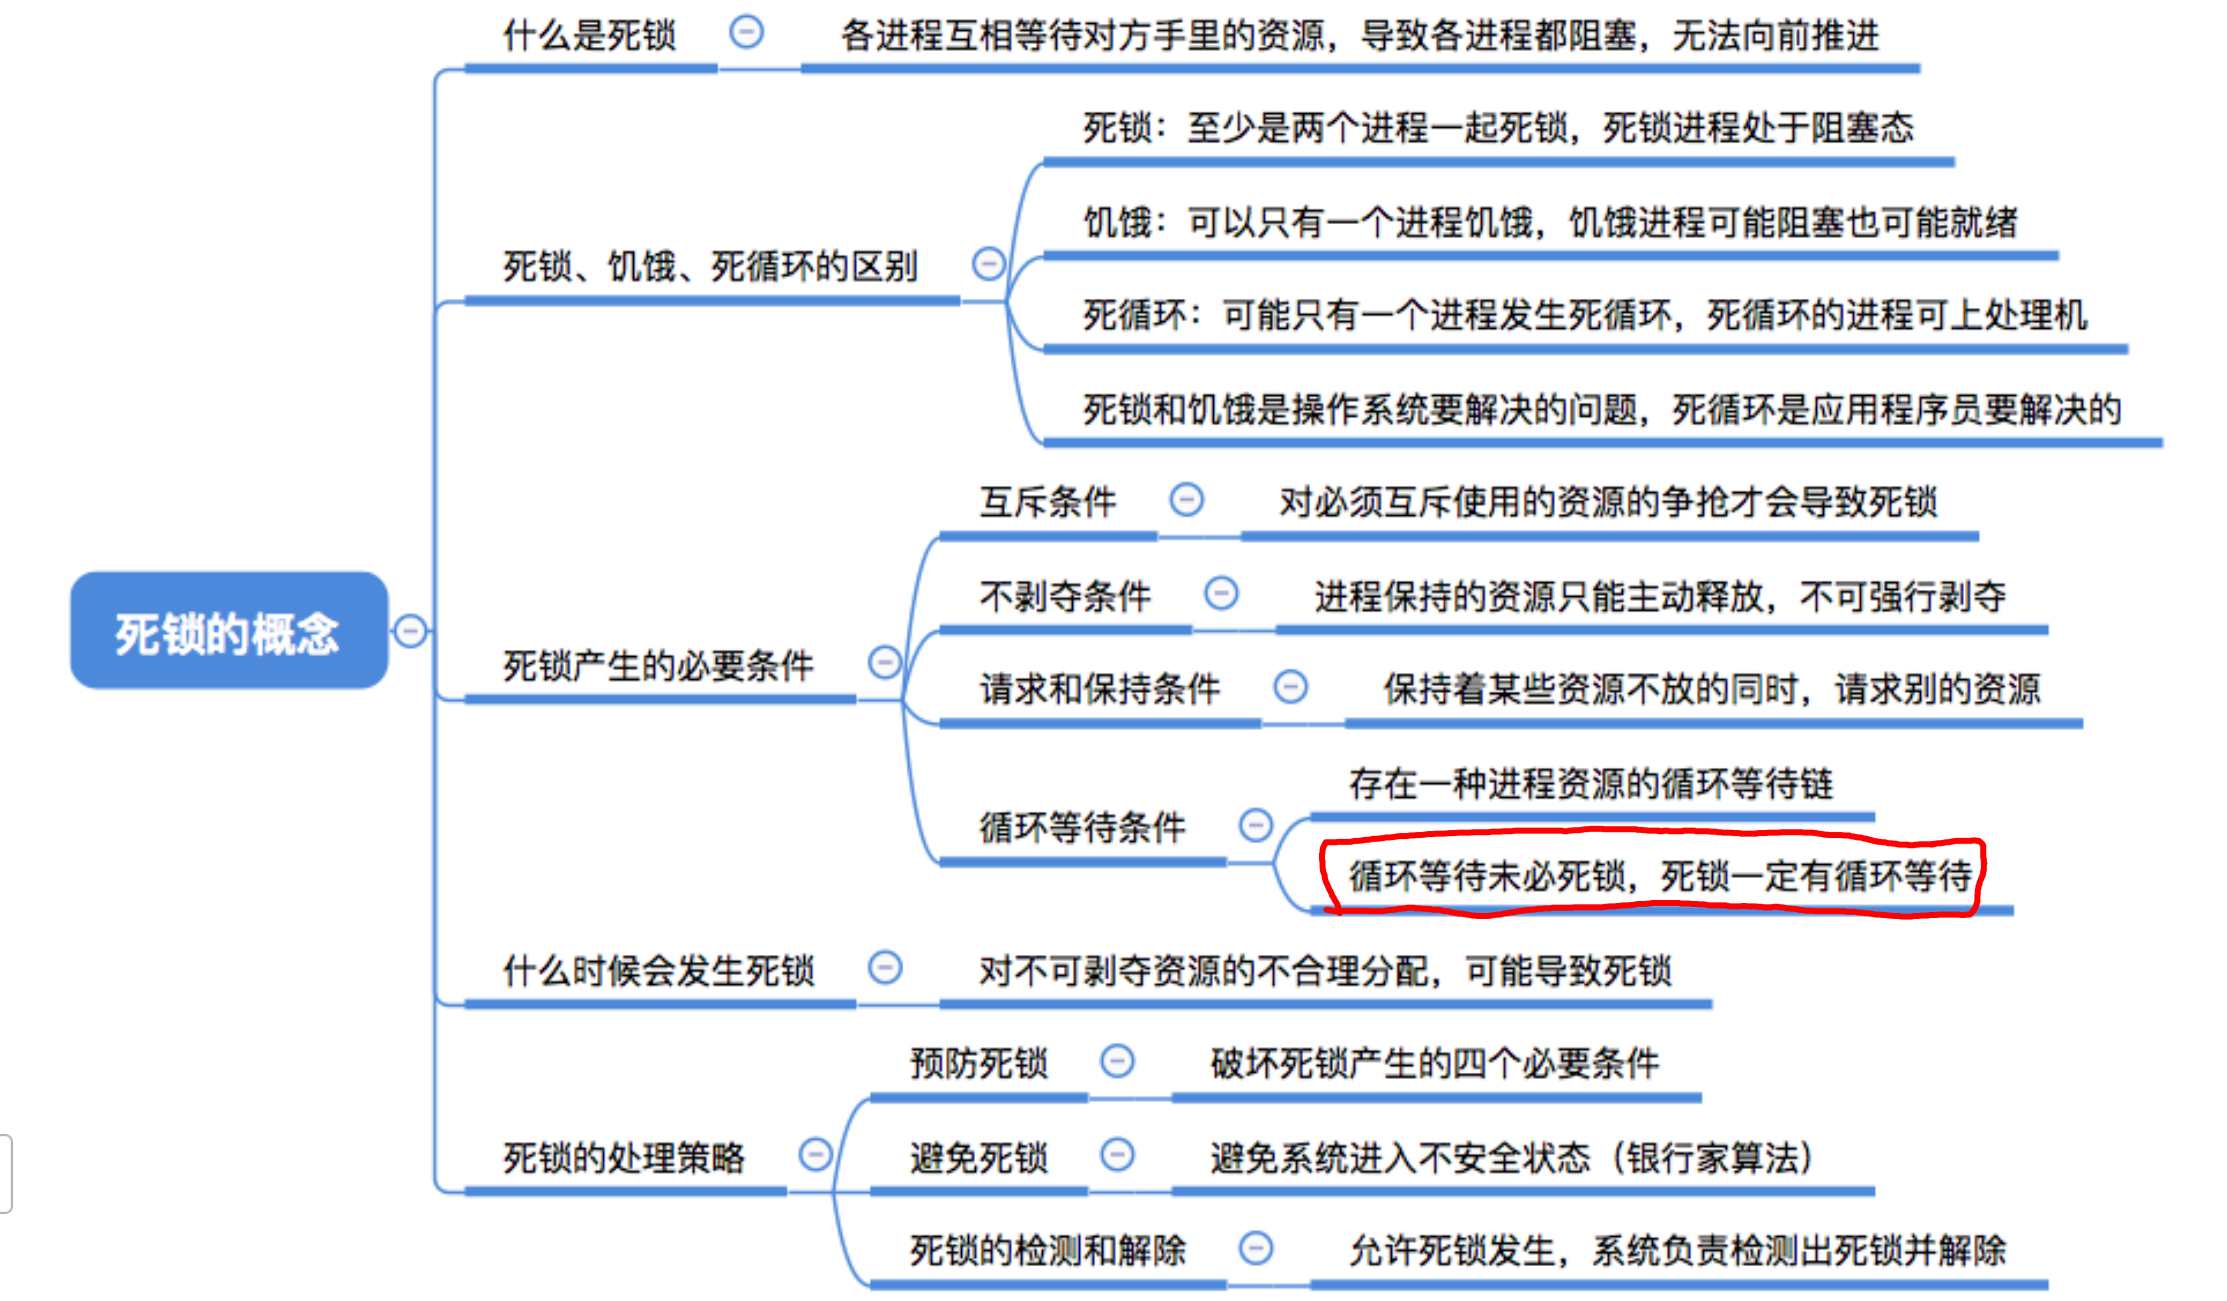 什么是死锁
各进程互相等待对方手里的资源，导致各进程都阻塞，无法向前推进
死锁：至少是两个进程一起死锁，死锁进程处于阻塞态
饥饿：可以只有一个进程饥饿，饥饿进程可能阻塞也可能就绪
死锁、饥饿、死循环的区别
死循环：可能只有一个进程发生死循环，死循环的进程可上处理机
死锁和饥饿是操作系统要解决的问题，死循环是应用程序员要解决的
互斥条件
对必须互斥使用的资源的争抢才会导致死锁
不剥夺条件
进程保持的资源只能主动释放，不可强行剥夺
死锁的概念
死锁产生的必要条件
请求和保持条件
保持着某些资源不放的同时，请求别的资源
存在一种进程资源的循环等待链
循环等待条件
循环等待未必死锁，死锁一定有循环等待
什么时候会发生死锁
对不可剥夺资源的不合理分配，可能导致死锁
预防死锁
破坏死锁产生的四个必要条件
死锁的处理策略
避免死锁
避免系统进入不安全状态（银行家算法）
死锁的检测和解除
允许死锁发生，系统负责检测出死锁并解除